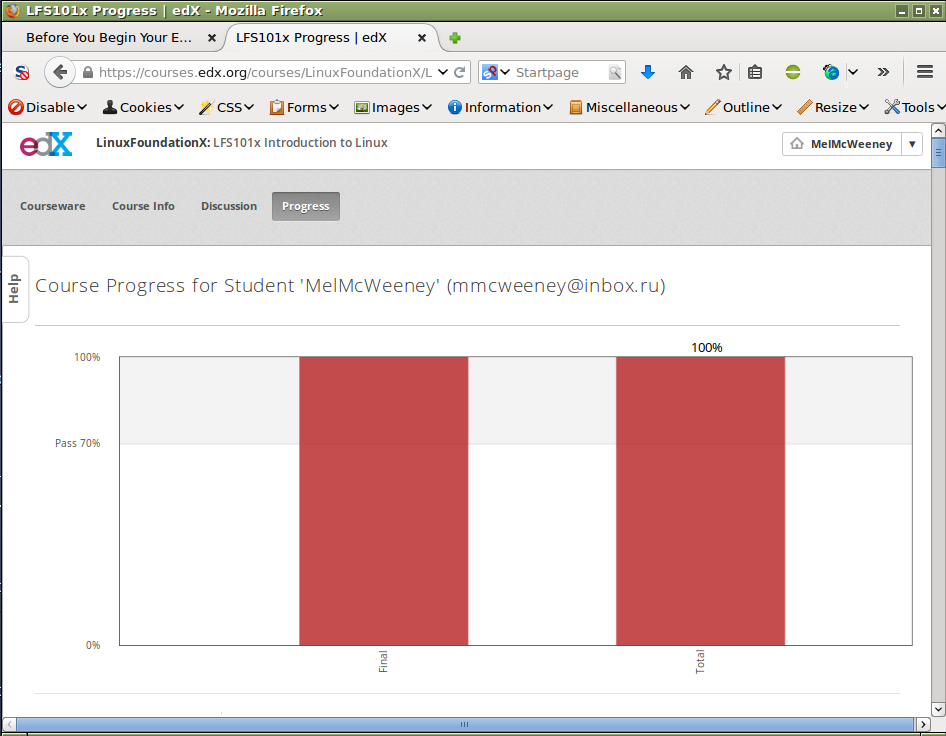 LFS101x Progress | edX - Mozilla Firefox
Before You Begin Your E... LFS101x Progress | edX
https://courses.edx.org/courses/LinuxFoundationX/L Startpage
Disable Cookies CSS Forms Images Information Miscellaneous Outline Resize Tools
edX LinuxFoundationX: LFS101x Introduction to Linux MelMcWeeney
Courseware Course Info Discussion Progress
Help
Course Progress for Student 'MelMcWeeney' (mmcweeney@inbox.ru)
100%
100%
Pass 70%
0%
Final Total